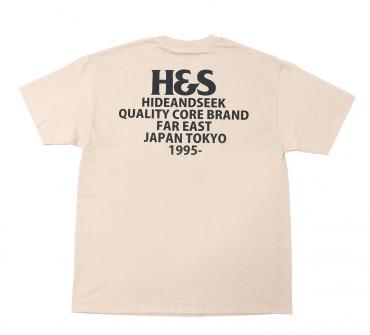 H&S
HIDEANDSEEK
QUALITY CORE BRAND
FAR EAST
JAPAN TOKYO
1995-